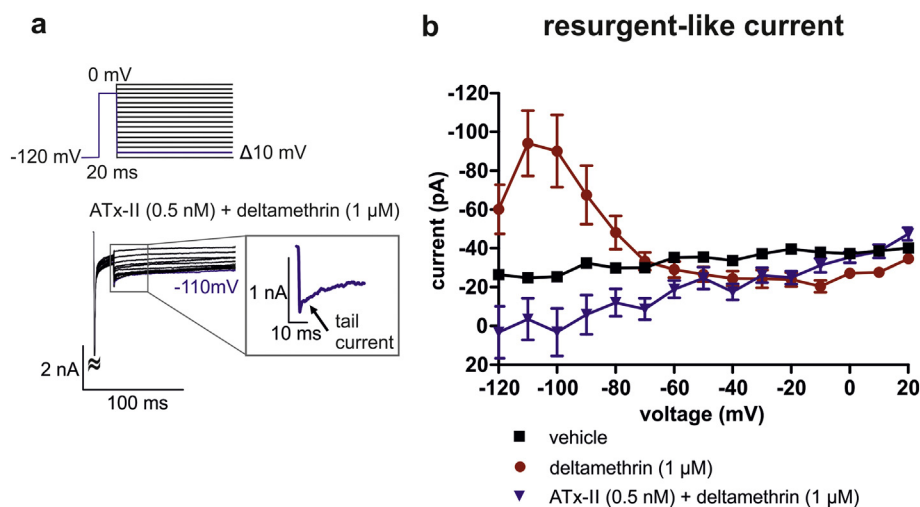 a
0 mV
-120 mV
Δ10 mV
20 ms
ATx-II (0.5 nM) + deltamethrin (1 µM)
-110mV
1 nA
10 ms
tail
current
2 nA
100 ms
b
resurgent-like current
current (pA)
-120
-100
-80
-60
-40
-20
0
20
-120 -100 -80 -60 -40 -20 0 20
voltage (mV)
vehicle
deltamethrin (1 µM)
ATx-II (0.5 nM) + deltamethrin (1 µM)